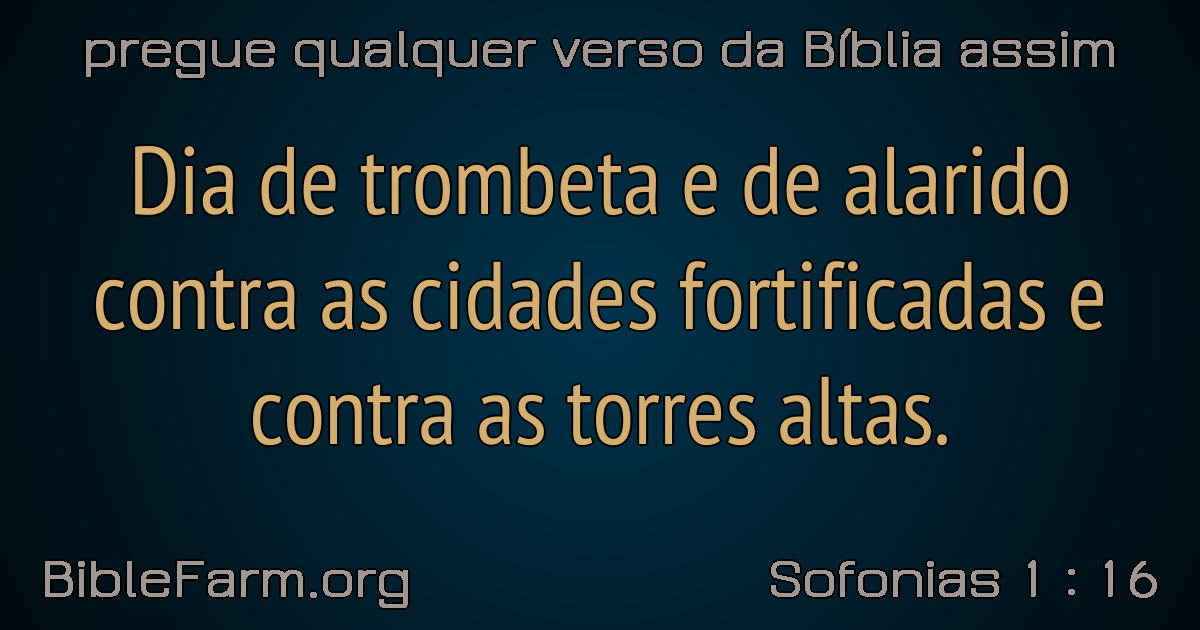 pregue qualquer verso da Bíblia assim
Dia de trombeta e de alarido
contra as cidades fortificadas e
contra as torres altas.
BibleFarm.org
Sofonias 1 : 16